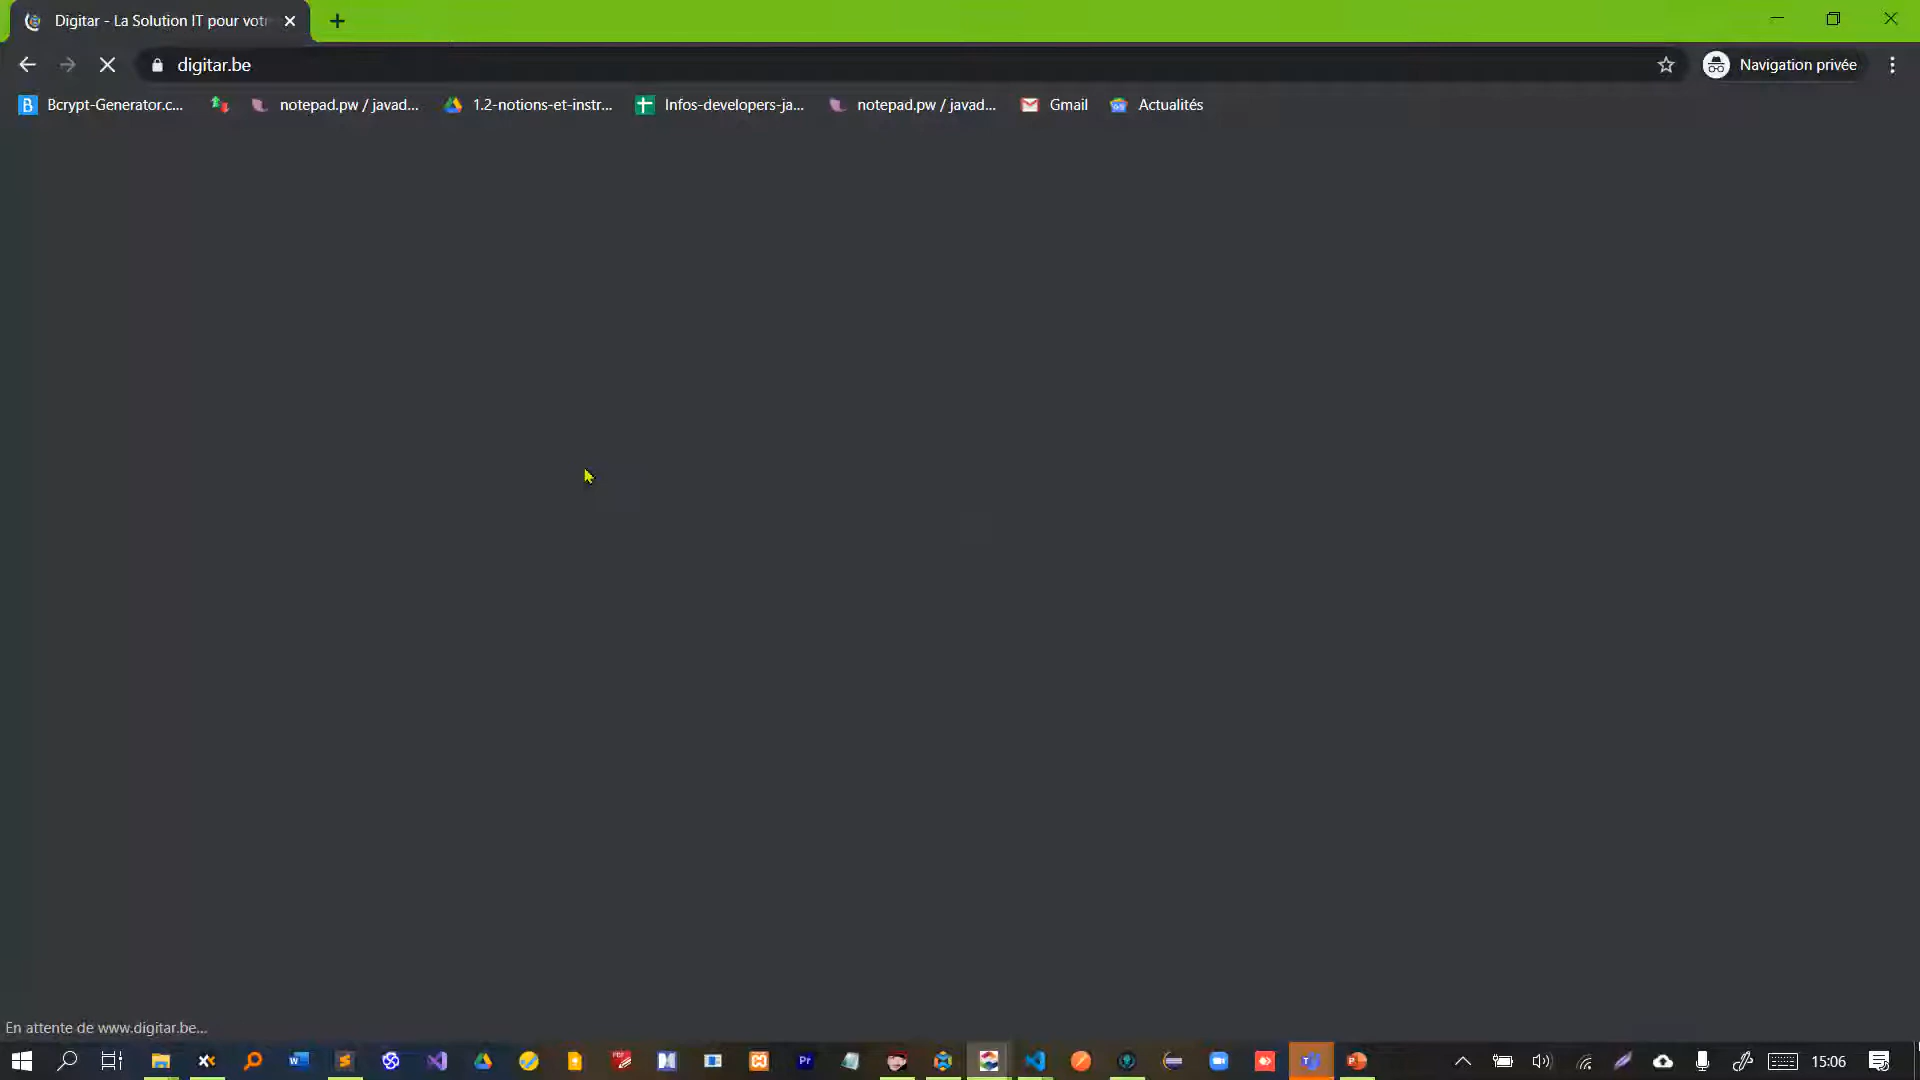 Digitar - La Solution IT pour votr
digitar.be
Navigation privée
Bcrypt-Generator.c...
notepad.pw / javad...
1.2-notions-et-instr...
Infos-developers-ja...
notepad.pw / javad...
Gmail
Actualités
En attente de www.digitar.be...
15:06